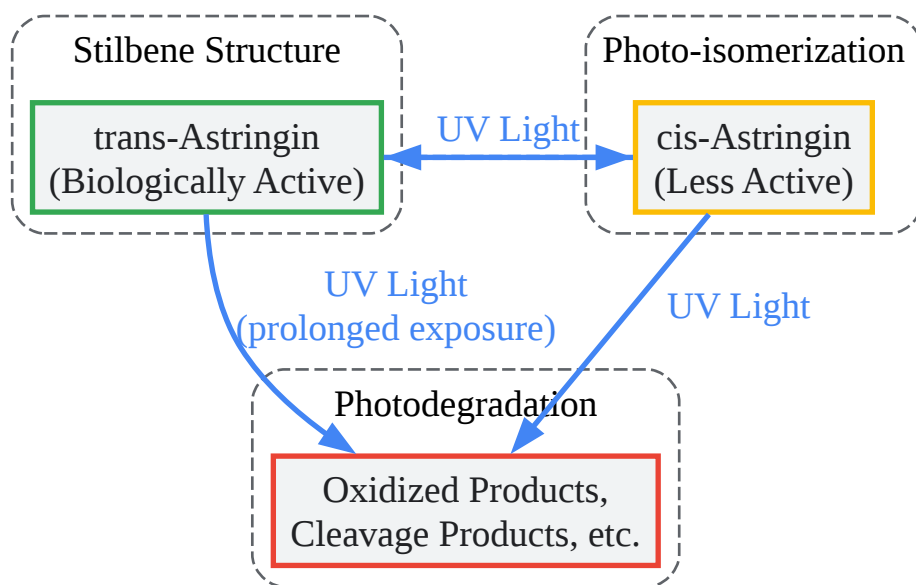 Stilbene Structure
Photo-isomerization
trans-Astringin
(Biologically Active)
UV Light
cis-Astringin
(Less Active)
UV Light
(prolonged exposure)
UV Light
Photodegradation
Oxidized Products,
Cleavage Products, etc.